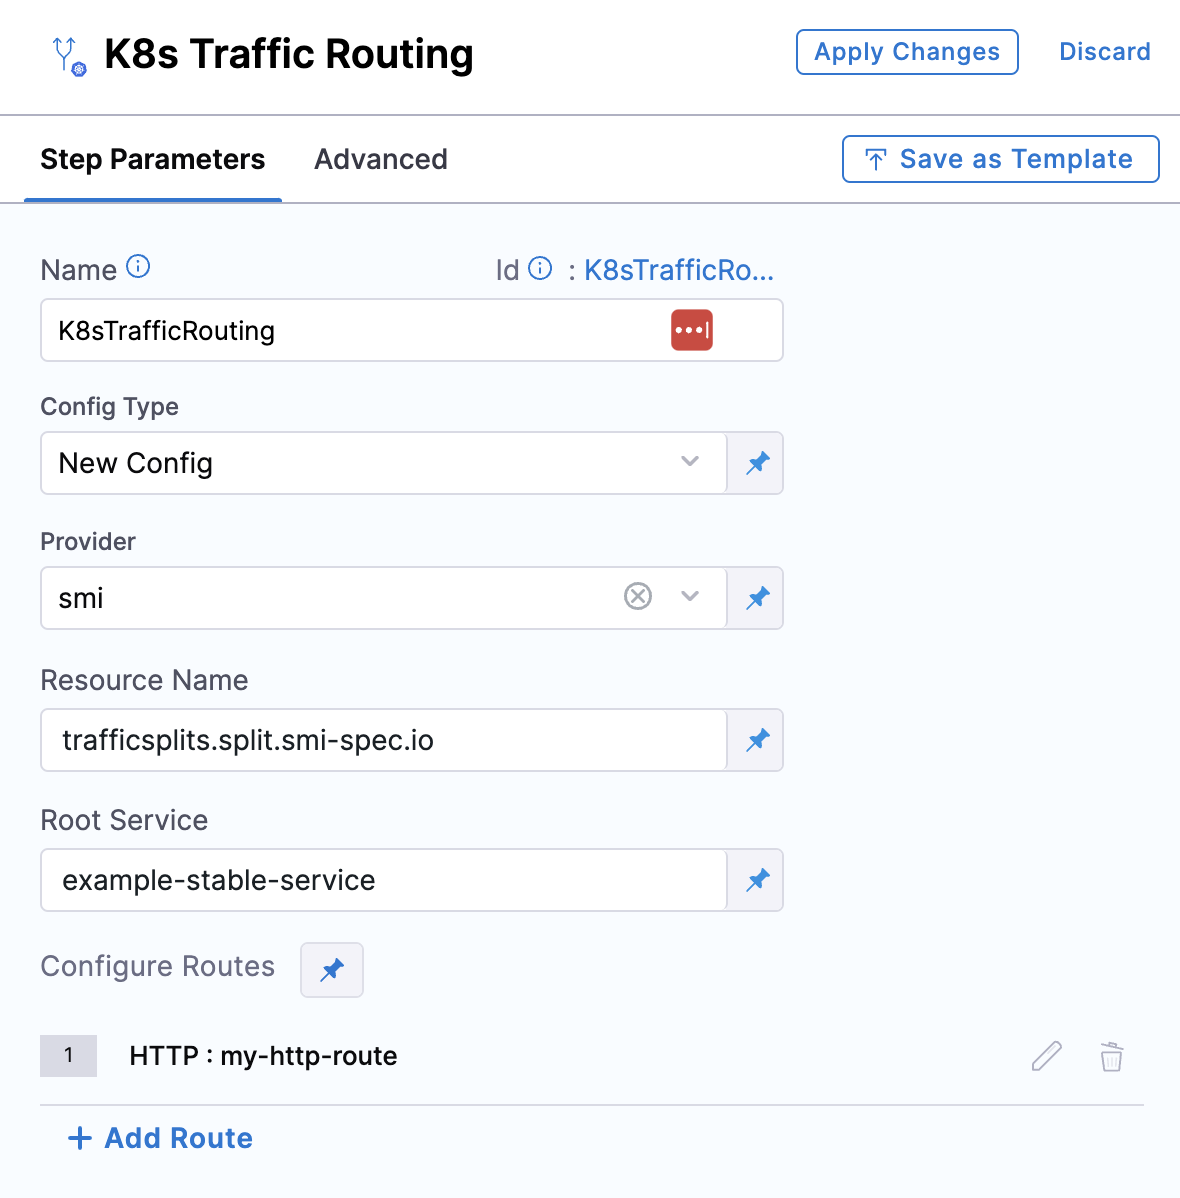 K8s Traffic Routing
Apply Changes
Discard
Step Parameters
Advanced
Save as Template
Name
Id : K8sTrafficRo...
K8sTrafficRouting
Config Type
New Config
Provider
smi
Resource Name
trafficsplits.split.smi-spec.io
Root Service
example-stable-service
Configure Routes
1 HTTP : my-http-route
+ Add Route